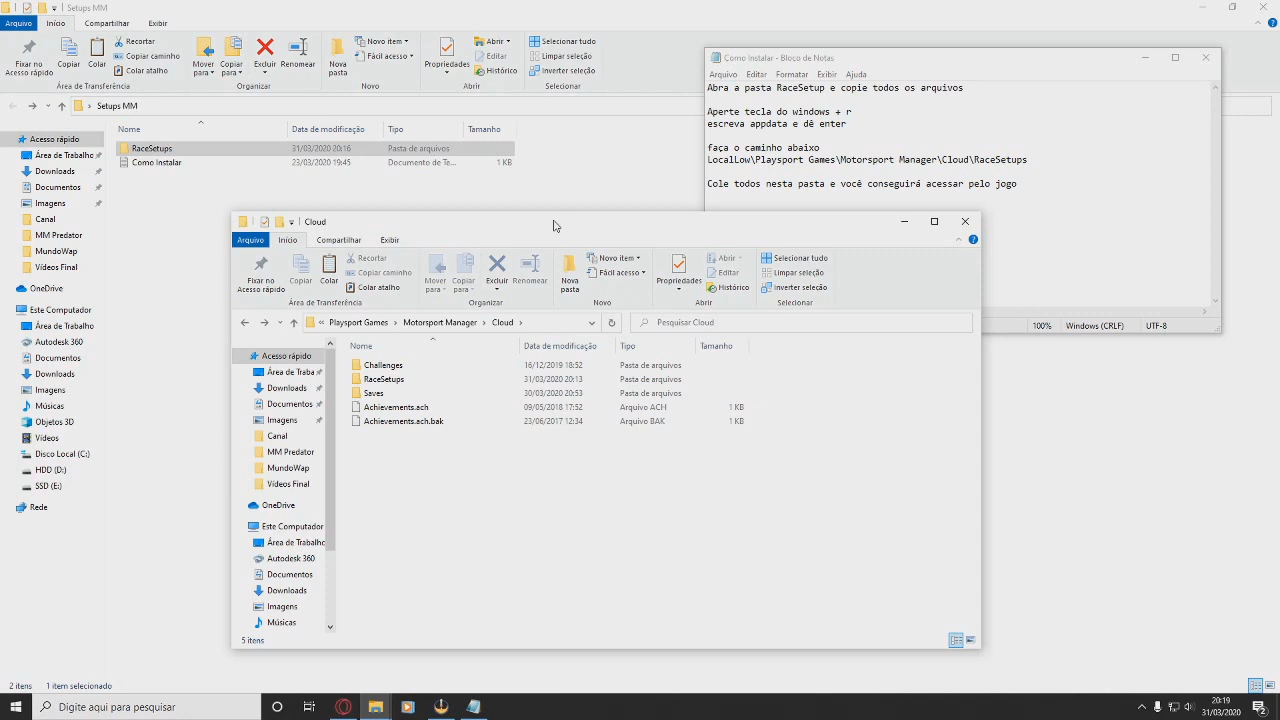 Setups MM
Arquivo Início Compartilhar Exibir
Fixar no Acesso rápido
Copiar
Colar
Recortar
Copiar caminho
Colar atalho
Área de Transferência
Mover para
Copiar para
Excluir
Renomear
Organizar
Nova pasta
Novo item
Fácil acesso
Novo
Propriedades
Abrir
Editar
Histórico
Abrir
Selecionar tudo
Limpar seleção
Inverter seleção
Selecionar
Setups MM
Nome Data de modificação Tipo Tamanho
RaceSetups 31/03/2020 20:16 Pasta de arquivos
Como Instalar 23/03/2020 19:45 Documento de Te... 1 KB
Acesso rápido
Área de Trabalho
Downloads
Documentos
Imagens
Canal
MM Predator
MundoWap
Vídeos Final
OneDrive
Este Computador
Área de Trabalho
Autodesk 360
Documentos
Downloads
Imagens
Músicas
Objetos 3D
Vídeos
Disco Local (C:)
HDD (D:)
SSD (E:)
Rede
2 itens 1 item selecionado
Como Instalar - Bloco de Notas
Arquivo Editar Formatar Exibir Ajuda
Abra a pasta RaceSetup e copie todos os arquivos
Aperte tecla do windows + r
escreva appdata e dê enter
faça o caminho abaixo
LocalLow\Playsport Games\Motorsport Manager\Cloud\RaceSetups
Cole todos nesta pasta e você conseguirá acessar pelo jogo
100% Windows (CRLF) UTF-8
Cloud
Arquivo Início Compartilhar Exibir
Fixar no Acesso rápido
Copiar
Colar
Recortar
Copiar caminho
Colar atalho
Área de Transferência
Mover para
Copiar para
Excluir
Renomear
Organizar
Nova pasta
Novo item
Fácil acesso
Novo
Propriedades
Abrir
Editar
Histórico
Abrir
Selecionar tudo
Limpar seleção
Inverter seleção
Selecionar
« Playsport Games > Motorsport Manager > Cloud >
Pesquisar Cloud
Nome Data de modificação Tipo Tamanho
Challenges 16/12/2019 18:52 Pasta de arquivos
RaceSetups 31/03/2020 20:13 Pasta de arquivos
Saves 30/03/2020 20:53 Pasta de arquivos
Achievements.ach 09/05/2018 17:52 Arquivo ACH 1 KB
Achievements.ach.bak 23/06/2017 12:34 Arquivo BAK 1 KB
Acesso rápido
Área de Traba
Downloads
Documentos
Imagens
Canal
MM Predator
MundoWap
Vídeos Final
OneDrive
Este Computador
Área de Trabalho
Autodesk 360
Documentos
Downloads
Imagens
Músicas
5 itens
Digite aqui para pesquisar
20:19
31/03/2020
2